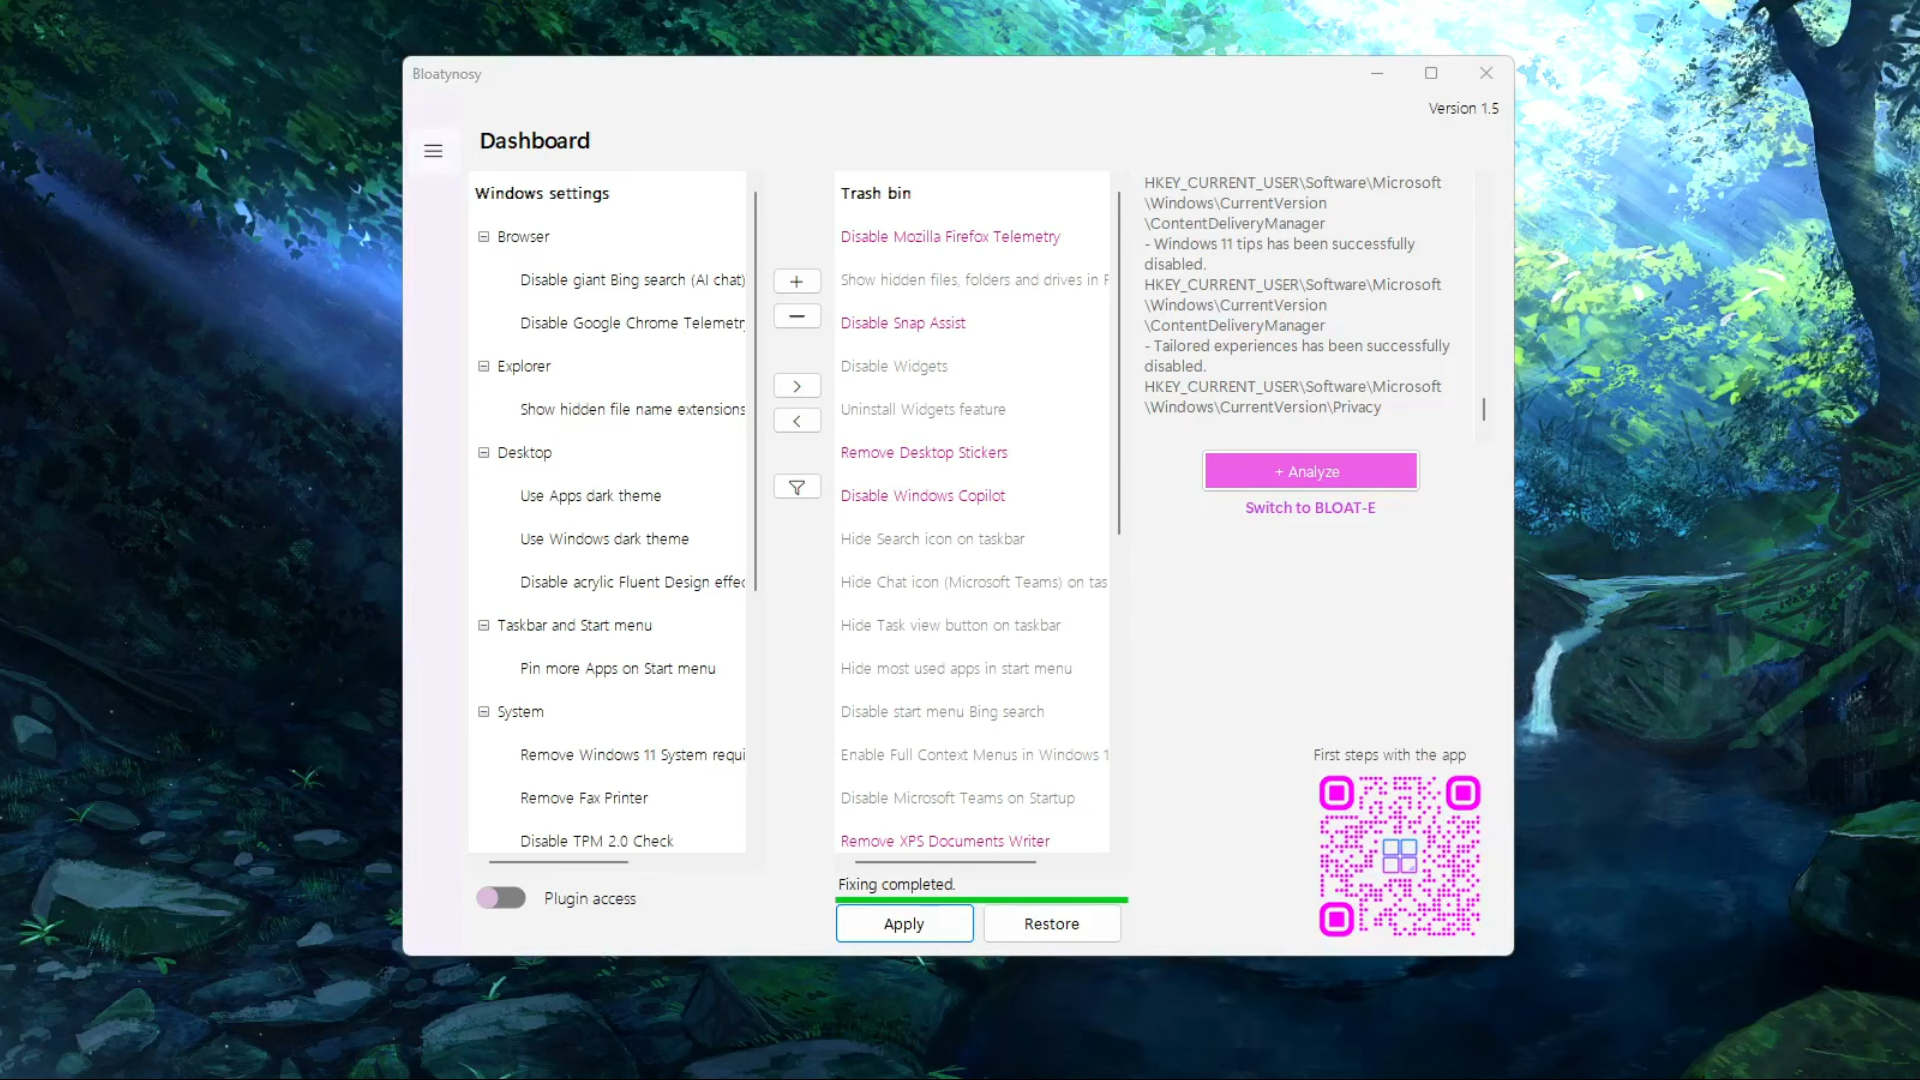 Bloatynosy
Version 1.5
Dashboard
Windows settings
Browser
Disable giant Bing search (AI chat)
Disable Google Chrome Telemetr
Explorer
Show hidden file name extensions
Desktop
Use Apps dark theme
Use Windows dark theme
Disable acrylic Fluent Design effec
Taskbar and Start menu
Pin more Apps on Start menu
System
Remove Windows 11 System requi
Remove Fax Printer
Disable TPM 2.0 Check
Plugin access
Trash bin
Disable Mozilla Firefox Telemetry
Show hidden files, folders and drives in F
Disable Snap Assist
Disable Widgets
Uninstall Widgets feature
Remove Desktop Stickers
Disable Windows Copilot
Hide Search icon on taskbar
Hide Chat icon (Microsoft Teams) on tas
Hide Task view button on taskbar
Hide most used apps in start menu
Disable start menu Bing search
Enable Full Context Menus in Windows 1
Disable Microsoft Teams on Startup
Remove XPS Documents Writer
Fixing completed.
Apply
Restore
HKEY_CURRENT_USER\Software\Microsoft
\Windows\CurrentVersion
\ContentDeliveryManager
- Windows 11 tips has been successfully
disabled.
HKEY_CURRENT_USER\Software\Microsoft
\Windows\CurrentVersion
\ContentDeliveryManager
- Tailored experiences has been successfully
disabled.
HKEY_CURRENT_USER\Software\Microsoft
\Windows\CurrentVersion\Privacy
+ Analyze
Switch to BLOAT-E
First steps with the app